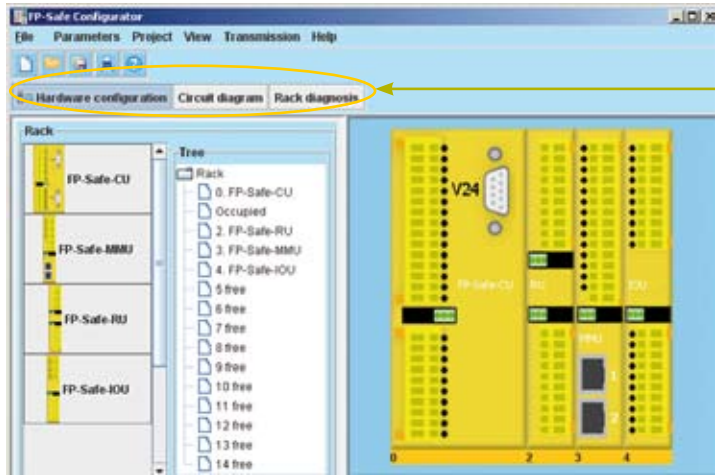 FP-Safe Configurator
File Parameters Project View Transmission Help
Hardware configuration Circuit diagram Rack diagnosis
Rack
FP-Safe-CU
FP-Safe-MMU
FP-Safe-RU
FP-Safe-IOU
Tree
Rack
0. FP-Safe-CU
Occupied
2. FP-Safe-RU
3. FP-Safe-MMU
4. FP-Safe-IOU
5 free
6 free
7 free
8 free
9 free
10 free
11 free
12 free
13 free
14 free
V24
FP-Safe-CU RU IOU
MMU
1
2
0 2 3 4